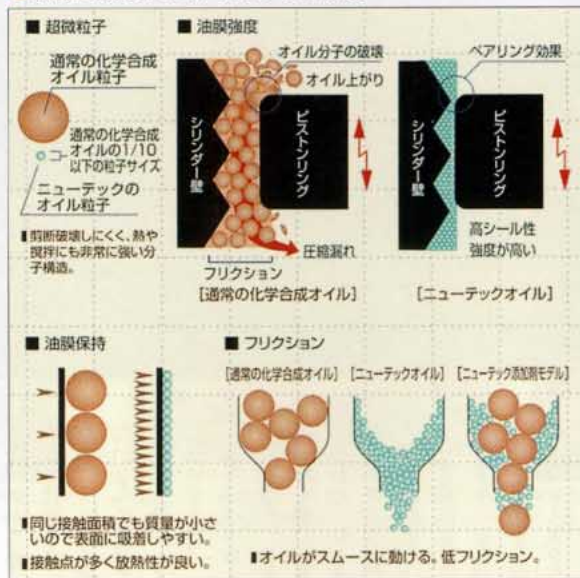 ■ 超微粒子
通常の化学合成
オイル粒子
通常の化学合成
オイルの1/10
以下の粒子サイズ
ニューテックの
オイル粒子
▮剪断破壊しにくく、熱や
撹拌にも非常に強い分
子構造。
■ 油膜強度
オイル分子の破壊
オイル上がり
シリンダー壁
ピストンリング
圧縮漏れ
フリクション
[通常の化学合成オイル]
ベアリング効果
シリンダー壁
ピストンリング
高シール性
強度が高い
[ニューテックオイル]
■ 油膜保持
▮同じ接触面積でも質量が小さ
いので表面に吸着しやすい。
▮接触点が多く放熱性が良い。
■ フリクション
[通常の化学合成オイル]
[ニューテックオイル]
[ニューテック添加剤モデル]
▮オイルがスムースに動ける。低フリクション。